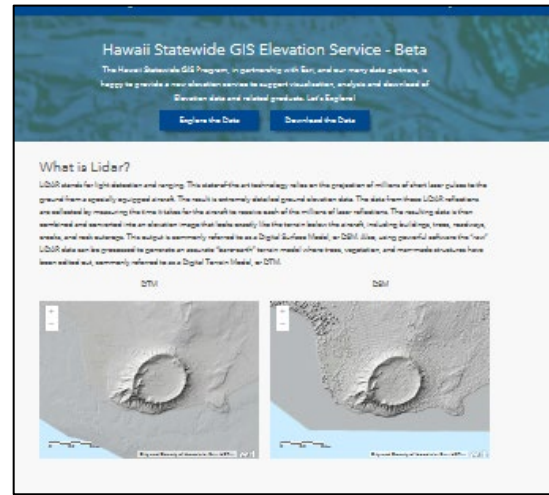 Hawaii Statewide GIS Elevation Service - Beta
The Hawaii Statewide GIS Program, in partnership with Esri, and our many data partners, is
happy to provide a new elevation service to support visualization, analysis and download of
Elevation data and related products. Let's Explore!
Explore the Data
Download the Data
What is Lidar?
LIDAR stands for light detection and ranging. This state of the art technology relies on the projection of millions of short laser pulses to the
ground from a specially equipped aircraft. The result is extremely detailed ground elevation data. The data from these LIDAR reflections
are collected by measuring the time it takes for the aircraft to receive each of the millions of laser reflections. The resulting data is then
combined and converted into an elevation image that looks exactly like the terrain below the aircraft, including buildings, trees, roadways,
creeks, and rock outcrops. This output is commonly referred to as a Digital Surface Model, or DSM. Also, using powerful software the "raw"
LIDAR data can be processed to generate an accurate "bare earth" terrain model where trees, vegetation, and manmade structures have
been edited out, commonly referred to as a Digital Terrain Model, or DTM.
DTM
DSM
+
+
esri
esri